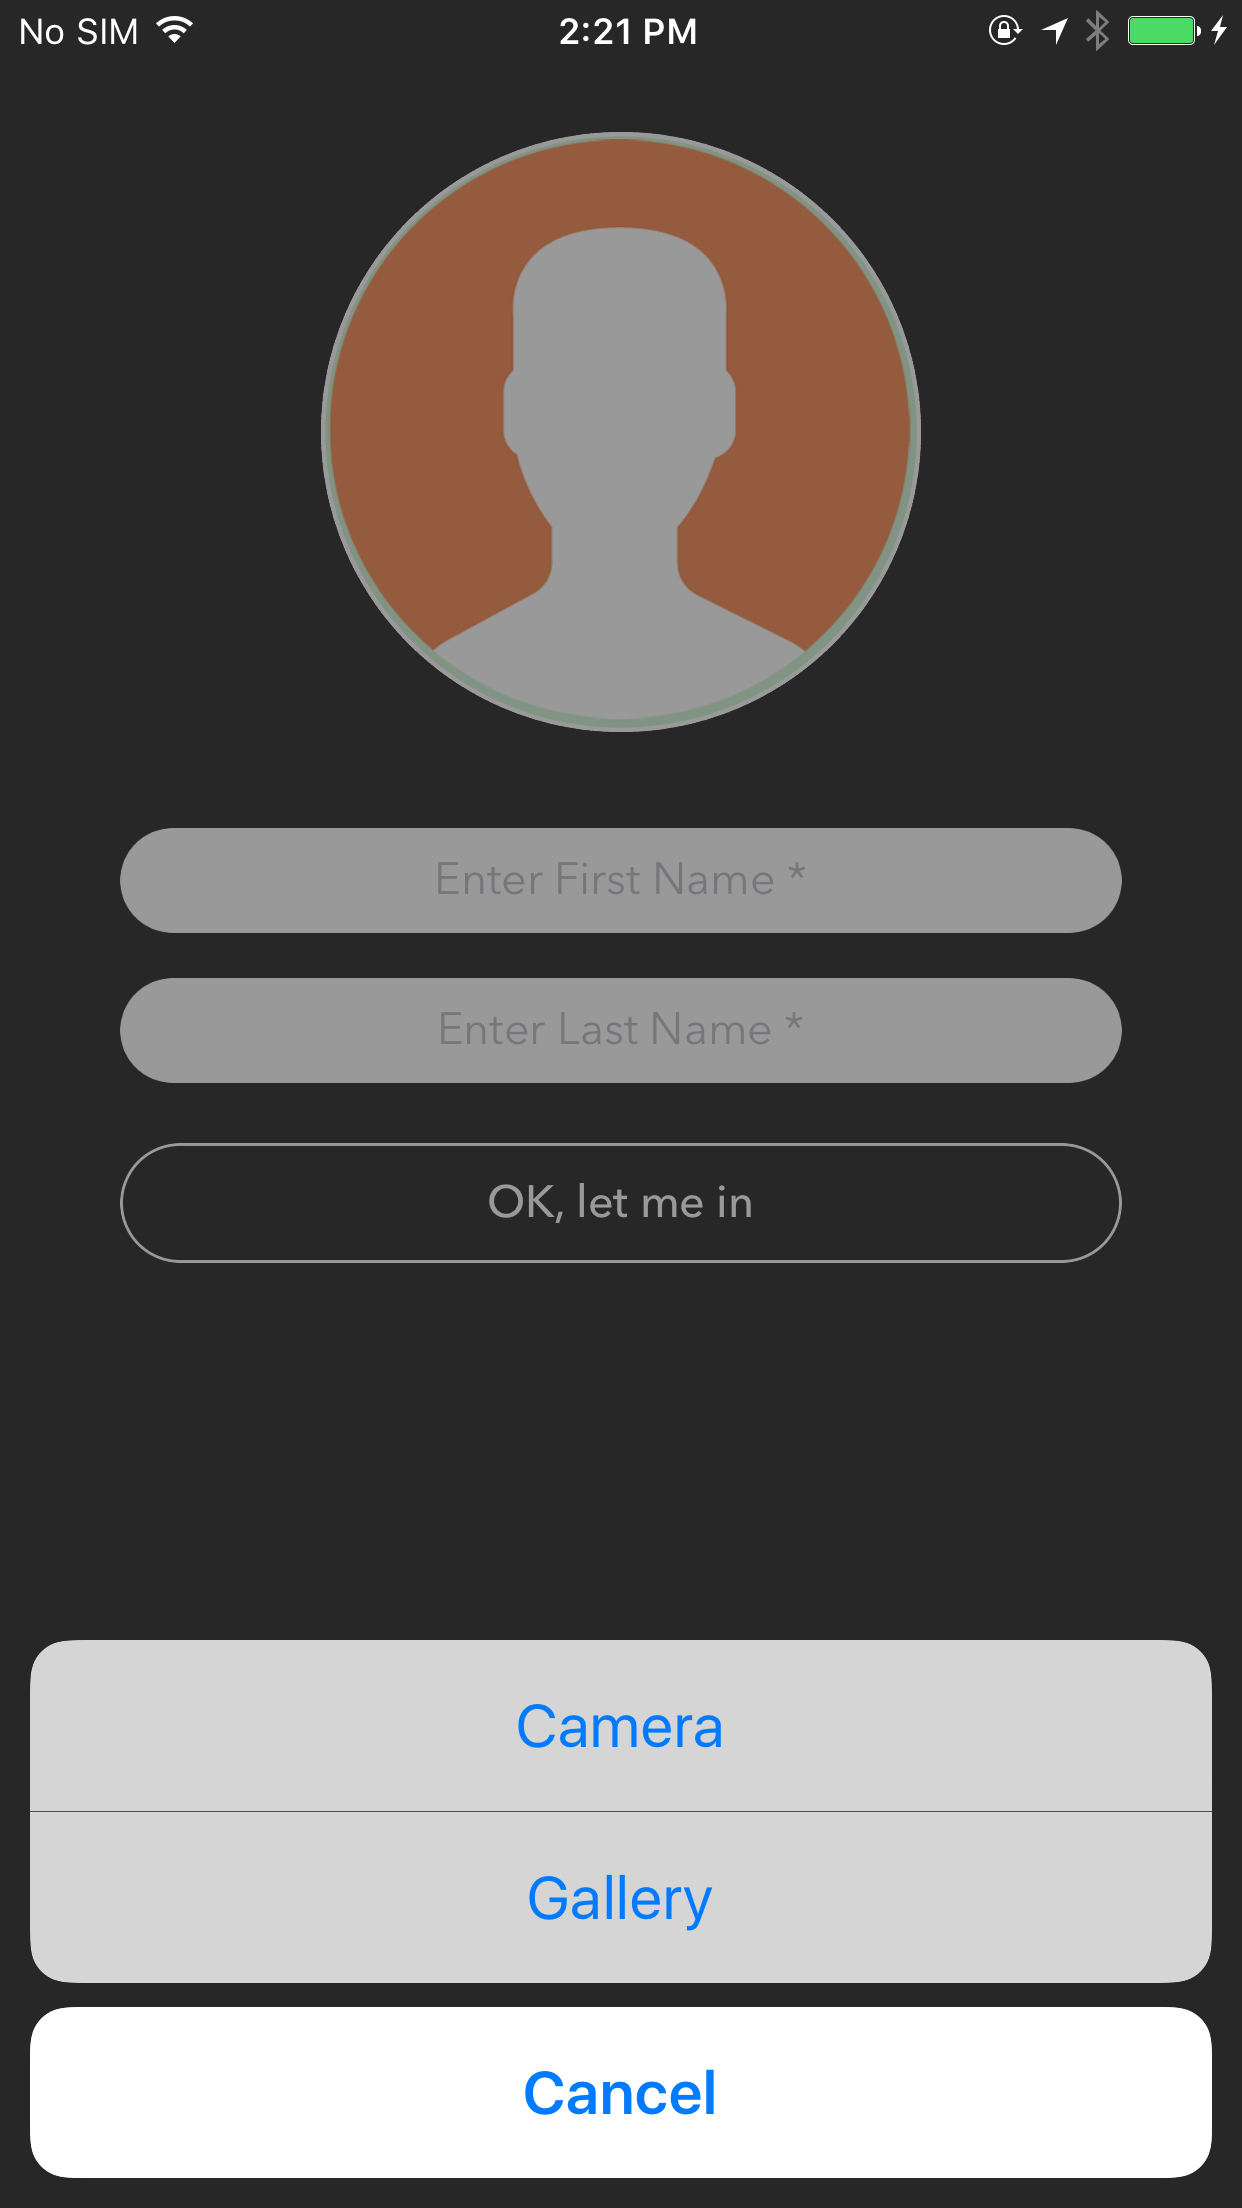 No SIM 2:21 PM
Enter First Name *
Enter Last Name *
OK, let me in
Camera
Gallery
Cancel